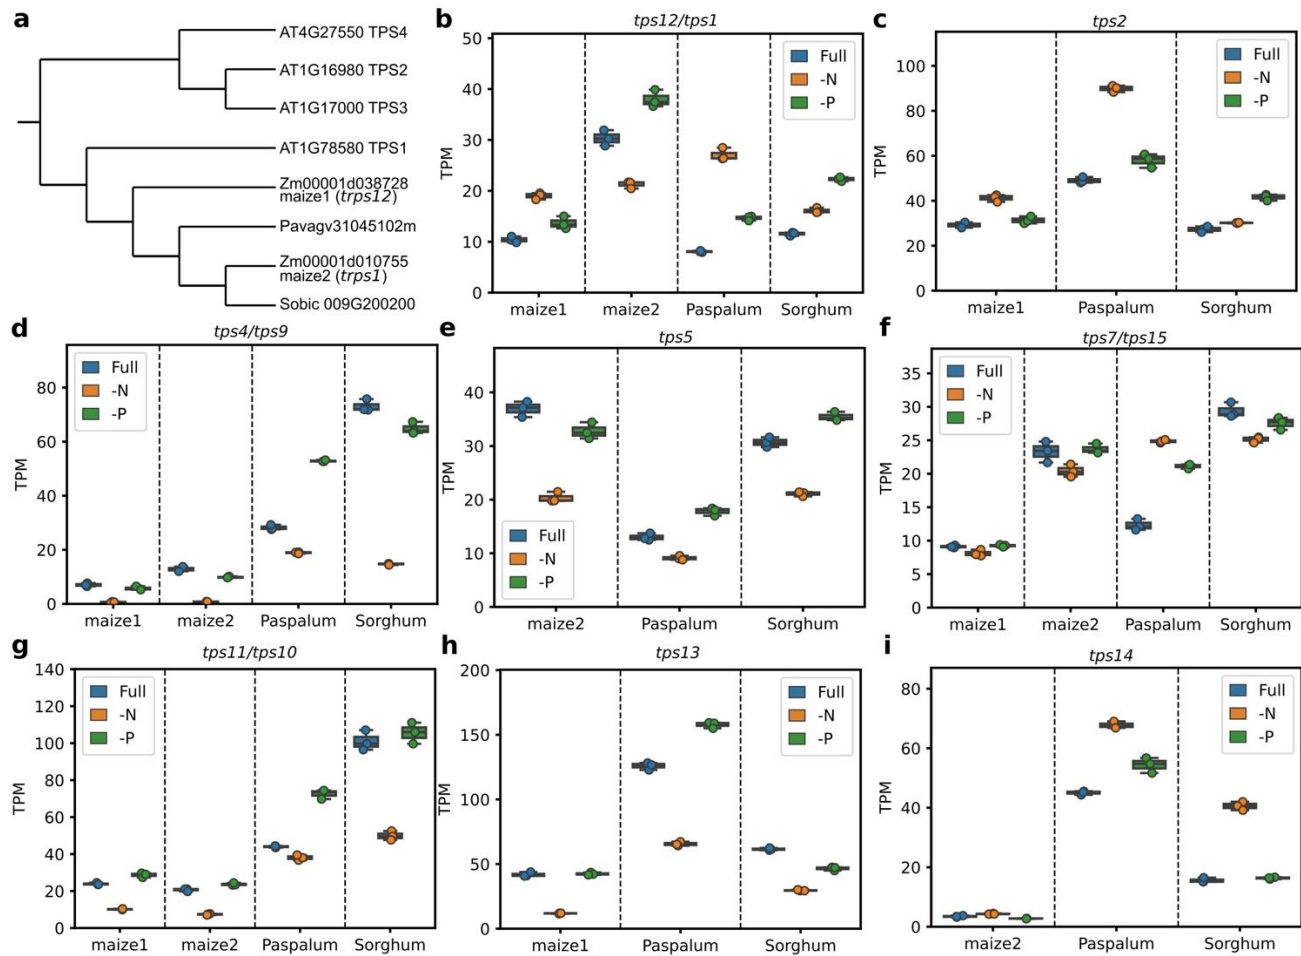 a
AT4G27550 TPS4
AT1G16980 TPS2
AT1G17000 TPS3
AT1G78580 TPS1
Zm00001d038728
maize1 (trps12)
Pavagv31045102m
Zm00001d010755
maize2 (trps1)
Sobic 009G200200
b
tps12/tps1
50
40
30
20
10
0
TPM
Full
-N
-P
maize1 maize2 Paspalum Sorghum
c
tps2
100
80
60
40
20
0
TPM
Full
-N
-P
maize1 Paspalum Sorghum
d
tps4/tps9
80
60
40
20
0
TPM
Full
-N
-P
maize1 maize2 Paspalum Sorghum
e
tps5
40
30
20
10
0
TPM
Full
-N
-P
maize2 Paspalum Sorghum
f
tps7/tps15
35
30
25
20
15
10
5
0
TPM
Full
-N
-P
maize1 maize2 Paspalum Sorghum
g
tps11/tps10
140
120
100
80
60
40
20
0
TPM
Full
-N
-P
maize1 maize2 Paspalum Sorghum
h
tps13
200
150
100
50
0
TPM
Full
-N
-P
maize1 Paspalum Sorghum
i
tps14
80
60
40
20
0
TPM
Full
-N
-P
maize2 Paspalum Sorghum